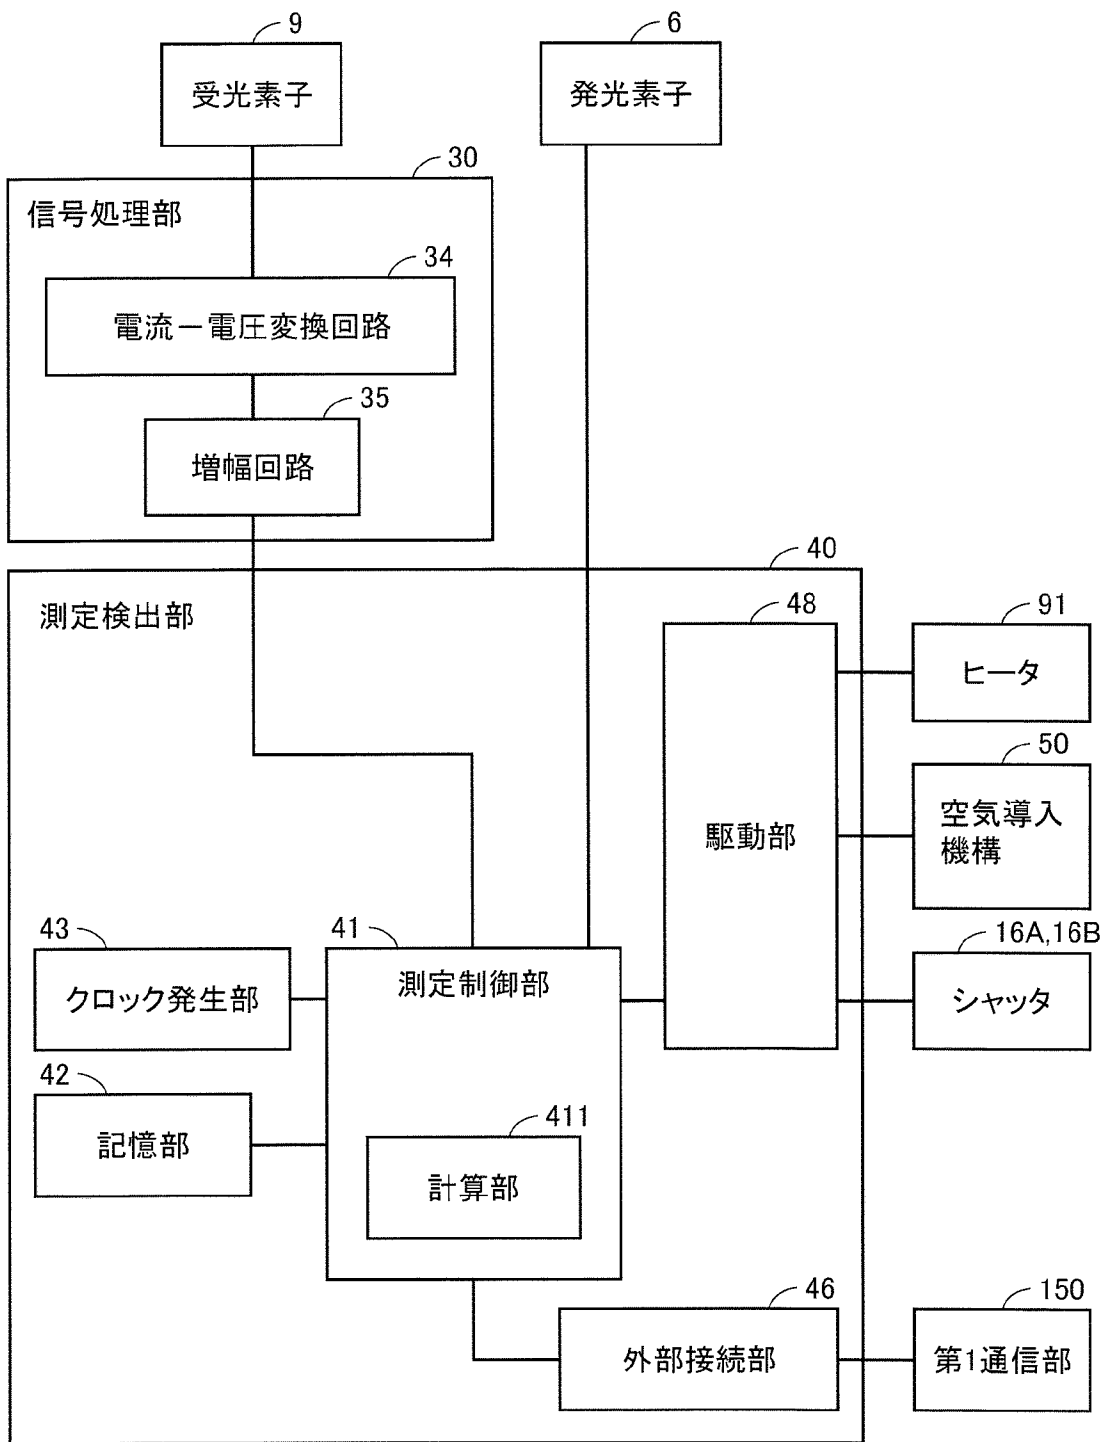 9
受光素子
6
発光素子
30
信号処理部
34
電流－電圧変換回路
35
増幅回路
40
測定検出部
48
駆動部
91
ヒータ
50
空気導入
機構
16A,16B
シャッタ
43
クロック発生部
41
測定制御部
42
記憶部
411
計算部
46
外部接続部
150
第1通信部